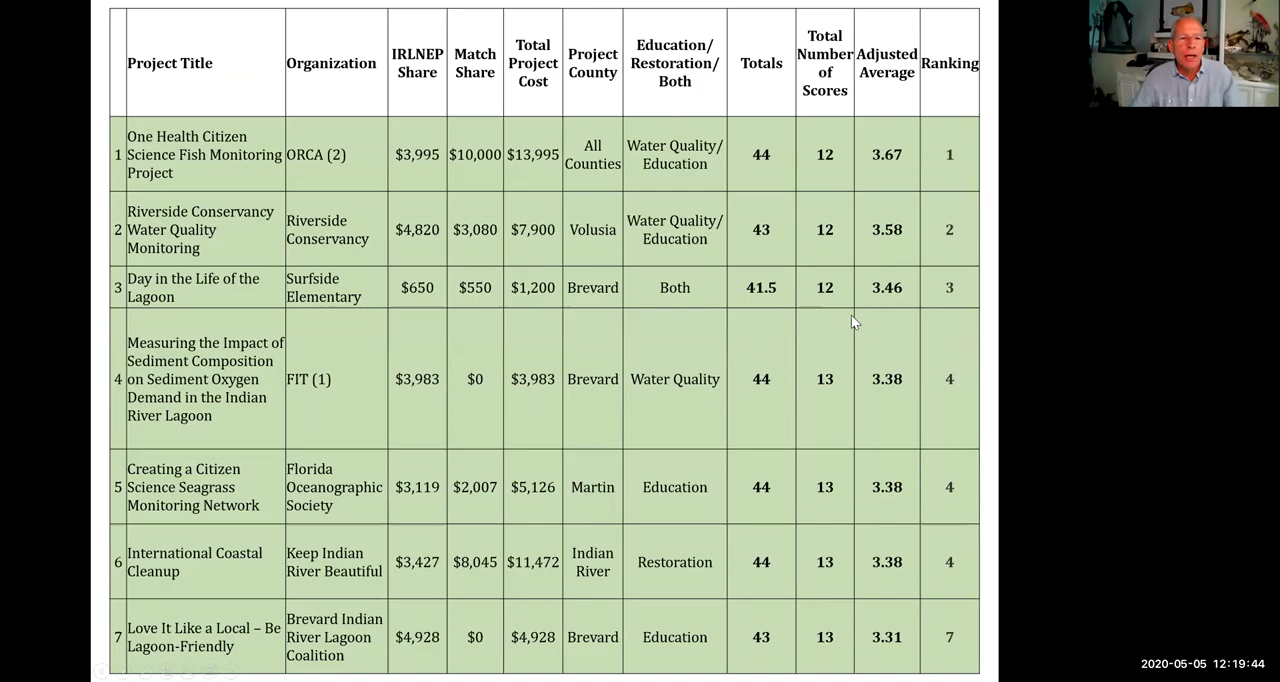 Project Title Organization IRLNEP Share Match Share Total Project Cost Project County Education/ Restoration/ Both Totals Total Number of Scores Adjusted Average Ranking
1 One Health Citizen Science Fish Monitoring Project ORCA (2) $3,995 $10,000 $13,995 All Counties Water Quality/ Education 44 12 3.67 1
2 Riverside Conservancy Water Quality Monitoring Riverside Conservancy $4,820 $3,080 $7,900 Volusia Water Quality/ Education 43 12 3.58 2
3 Day in the Life of the Lagoon Surfside Elementary $650 $550 $1,200 Brevard Both 41.5 12 3.46 3
4 Measuring the Impact of Sediment Composition on Sediment Oxygen Demand in the Indian River Lagoon FIT (1) $3,983 $0 $3,983 Brevard Water Quality 44 13 3.38 4
5 Creating a Citizen Science Seagrass Monitoring Network Florida Oceanographic Society $3,119 $2,007 $5,126 Martin Education 44 13 3.38 4
6 International Coastal Cleanup Keep Indian River Beautiful $3,427 $8,045 $11,472 Indian River Restoration 44 13 3.38 4
7 Love It Like a Local – Be Lagoon-Friendly Brevard Indian River Lagoon Coalition $4,928 $0 $4,928 Brevard Education 43 13 3.31 7
2020-05-05 12:19:44